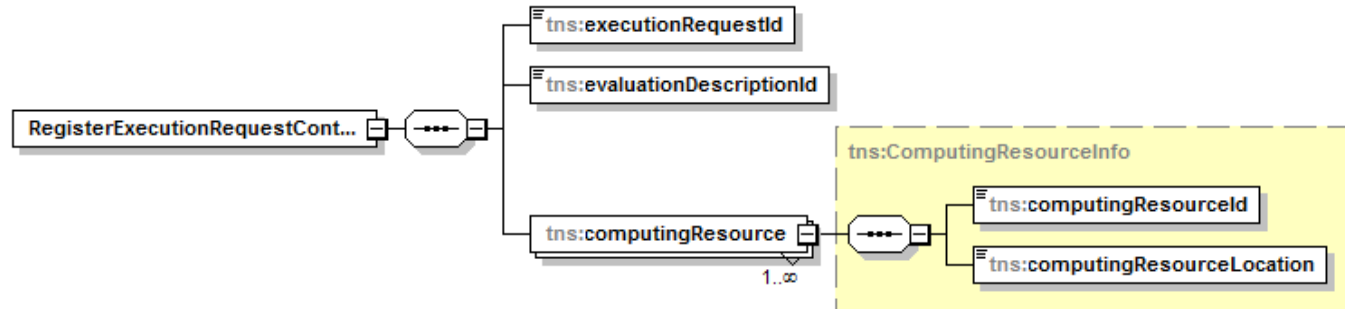 tns:executionRequestId
tns:evaluationDescriptionId
RegisterExecutionRequestCont...
tns:ComputingResourceInfo
tns:computingResourceId
tns:computingResource
tns:computingResourceLocation
1..∞